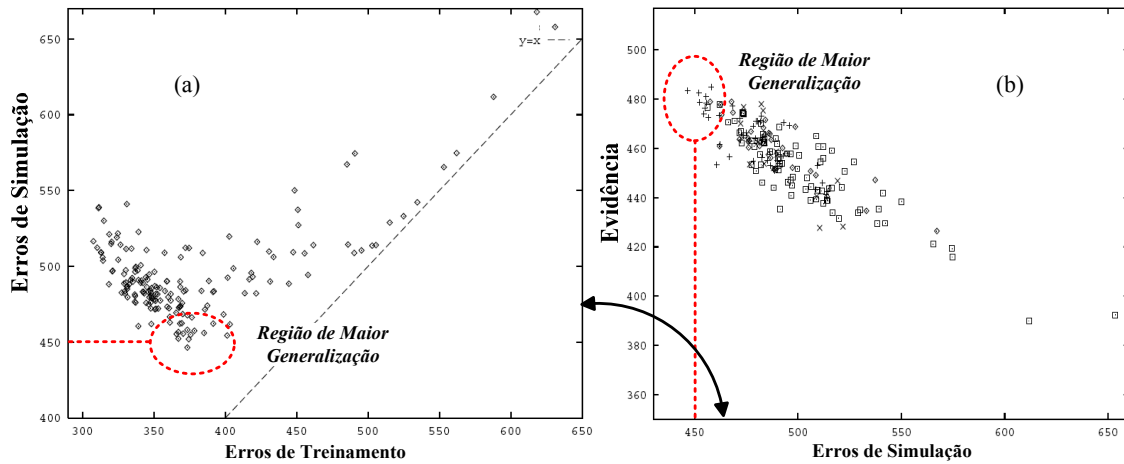 (a)
y=x
Região de Maior
Generalização
Erros de Simulação
650
600
550
500
450
400
300
350
400
450
500
550
600
650
Erros de Treinamento
(b)
Região de Maior
Generalização
Evidência
500
480
460
440
420
400
380
360
450
500
550
600
650
Erros de Simulação